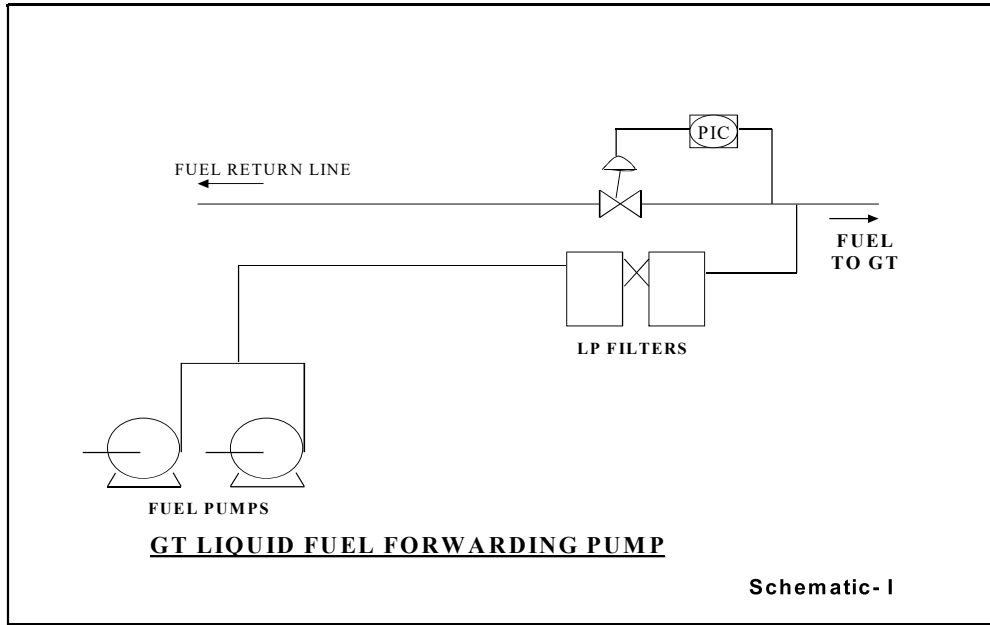 PIC
FUEL RETURN LINE
FUEL
TO GT
LP FILTERS
FUEL PUMPS
GT LIQUID FUEL FORWARDING PUMP
Schematic- I